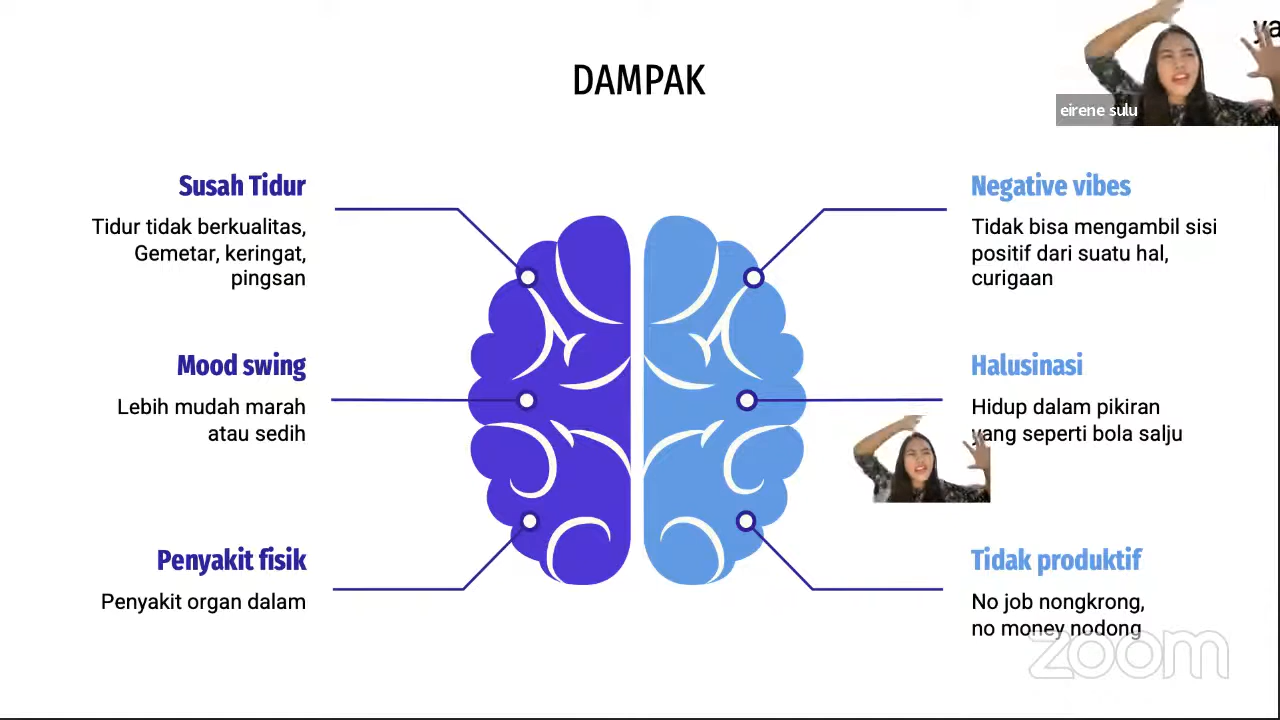 ya
DAMPAK
eirene sulu
Susah Tidur
Tidur tidak berkualitas,
Gemetar, keringat,
pingsan
Mood swing
Lebih mudah marah
atau sedih
Penyakit fisik
Penyakit organ dalam
Negative vibes
Tidak bisa mengambil sisi
positif dari suatu hal,
curigaan
Halusinasi
Hidup dalam pikiran
yang seperti bola salju
Tidak produktif
No job nongkrong,
no money nodong
zoom